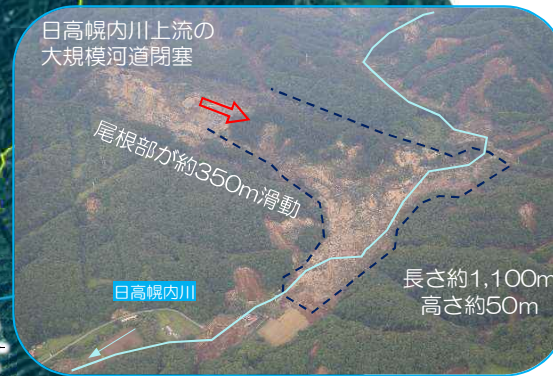 日高幌内川上流の
大規模河道閉塞
尾根部が約350m滑動
日高幌内川
長さ約1,100m
高さ約50m